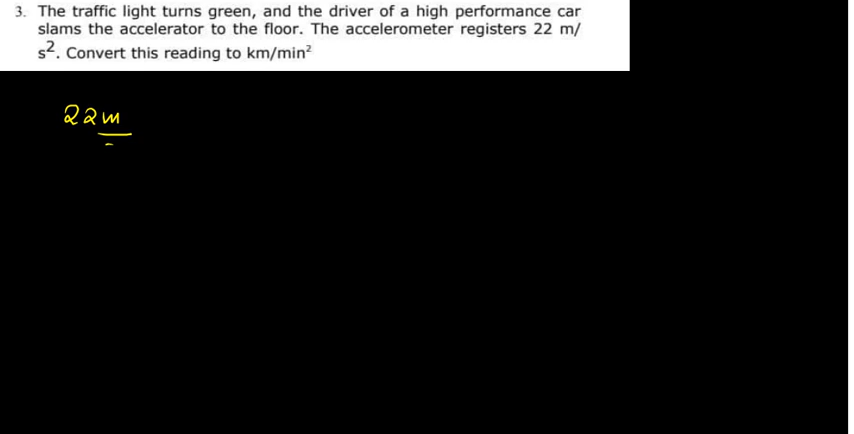 3. The traffic light turns green, and the driver of a high performance car
slams the accelerator to the floor. The accelerometer registers 22 m/
s². Convert this reading to km/min²
22m